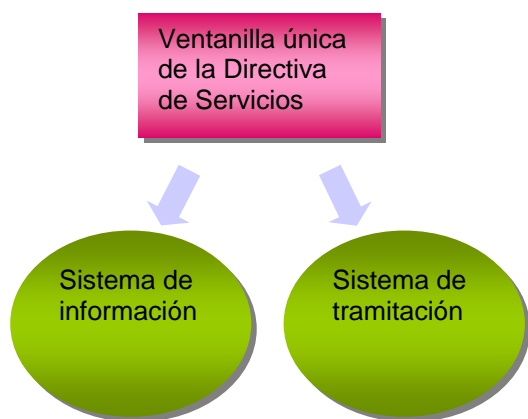 Ventanilla única
de la Directiva
de Servicios
Sistema de
información
Sistema de
tramitación